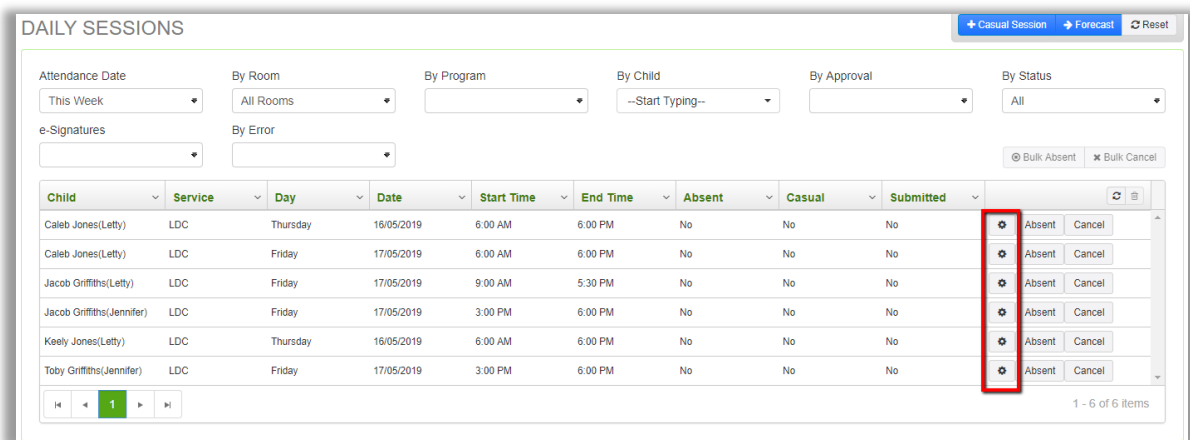 DAILY SESSIONS
Casual Session Forecast Reset
Attendance Date By Room By Program By Child By Approval By Status
This Week All Rooms --Start Typing-- All
e-Signatures By Error
Bulk Absent Bulk Cancel
Child Service Day Date Start Time End Time Absent Casual Submitted
Caleb Jones(Letty) LDC Thursday 16/05/2019 6:00 AM 6:00 PM No No No Absent Cancel
Caleb Jones(Letty) LDC Friday 17/05/2019 6:00 AM 6:00 PM No No No Absent Cancel
Jacob Griffiths(Letty) LDC Friday 17/05/2019 9:00 AM 5:30 PM No No No Absent Cancel
Jacob Griffiths(Jennifer) LDC Friday 17/05/2019 3:00 PM 6:00 PM No No No Absent Cancel
Keely Jones(Letty) LDC Thursday 16/05/2019 6:00 AM 6:00 PM No No No Absent Cancel
Toby Griffiths(Jennifer) LDC Friday 17/05/2019 3:00 PM 6:00 PM No No No Absent Cancel
1
1 - 6 of 6 items